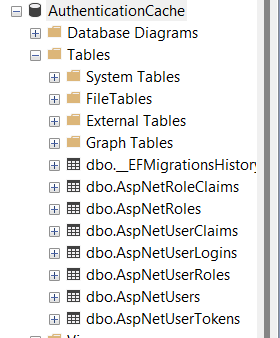 AuthenticationCache
Database Diagrams
Tables
System Tables
FileTables
External Tables
Graph Tables
dbo.__EFMigrationsHistory
dbo.AspNetRoleClaims
dbo.AspNetRoles
dbo.AspNetUserClaims
dbo.AspNetUserLogins
dbo.AspNetUserRoles
dbo.AspNetUsers
dbo.AspNetUserTokens